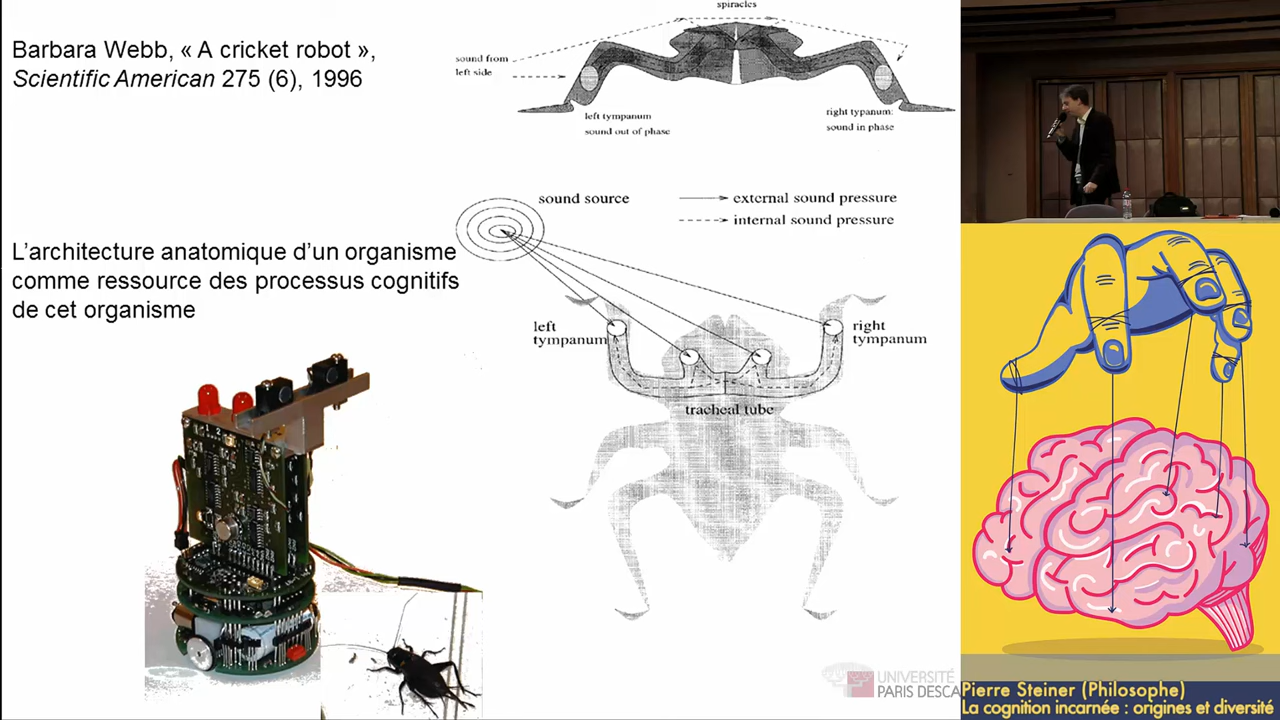 Barbara Webb, « A cricket robot »,
Scientific American 275 (6), 1996
L'architecture anatomique d'un organisme
comme ressource des processus cognitifs
de cet organisme
spiracles
sound from
left side
left tympanum
sound out of phase
right typanum:
sound in phase
sound source
external sound pressure
internal sound pressure
left
tympanum
right
tympanum
tracheal tube
UNIVERSITÉ
PARIS DESCA
Pierre Steiner (Philosophe)
La cognition incarnée : origines et diversité